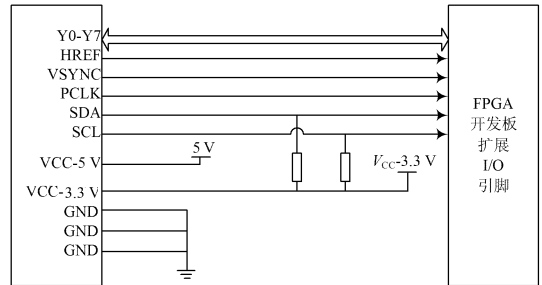 Y0-Y7
HREF
VSYNC
PCLK
SDA
SCL
VCC-5 V
5 V
VCC-3.3 V
VCC-3.3 V
GND
GND
GND
FPGA
开发板
扩展
I/O
引脚